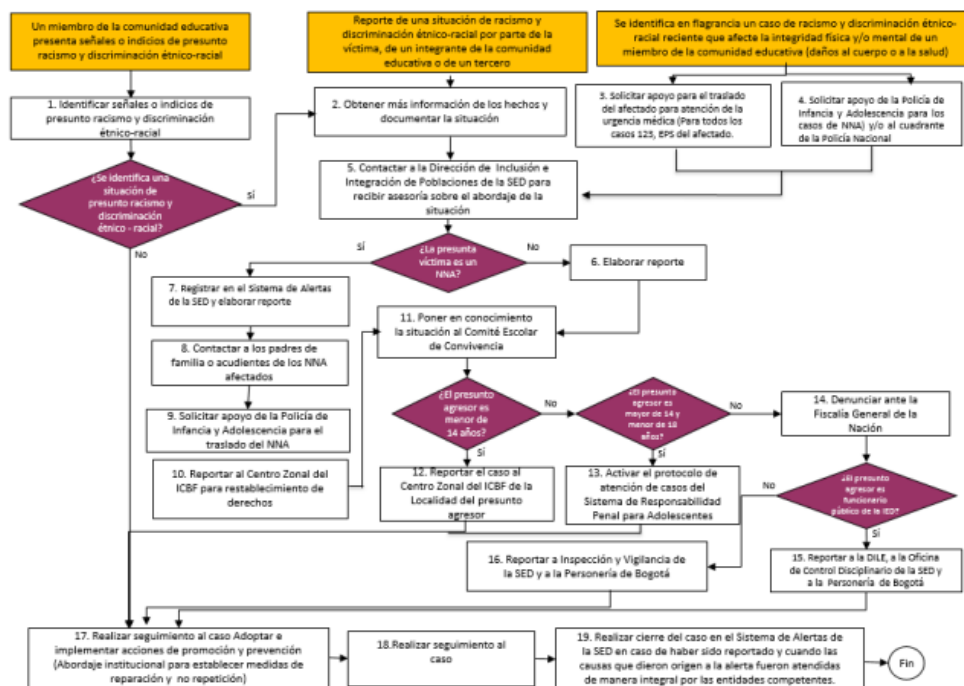 Un miembro de la comunidad educativa
presenta señales o indicios de presunto
racismo y discriminación étnico-racial
Reporte de una situación de racismo y
discriminación étnico-racial por parte de la
víctima, de un integrante de la comunidad
educativa o de un tercero
Se identifica en flagrancia un caso de racismo y discriminación étnico-
racial reciente que afecte la integridad física y/o mental de un
miembro de la comunidad educativa (daños al cuerpo o a la salud)
1. Identificar señales o indicios de
presunto racismo y discriminación
étnico-racial
2. Obtener más información de los hechos y
documentar la situación
3. Solicitar apoyo para el traslado
del afectado para atención de la
urgencia médica (Para todos los
casos 123, EPS del afectado.
4. Solicitar apoyo de la Policía de
Infancia y Adolescencia para los
casos de NNA) y/o al cuadrante de
la Policía Nacional
¿Se identifica una
situación de
presunto racismo y
discriminación
étnico - racial?
Sí
No
5. Contactar a la Dirección de Inclusión e
Integración de Poblaciones de la SED para
recibir asesoría sobre el abordaje de la
situación
¿La presunta
víctima es un
NNA?
Sí
No
6. Elaborar reporte
7. Registrar en el Sistema de Alertas
de la SED y elaborar reporte
8. Contactar a los padres de
familia o acudientes de los NNA
afectados
9. Solicitar apoyo de la Policía de
Infancia y Adolescencia para el
traslado del NNA
10. Reportar al Centro Zonal del
ICBF para restablecimiento de
derechos
11. Poner en conocimiento
la situación al Comité Escolar
de Convivencia
¿El presunto
agresor es
menor de
14 años?
No
Sí
¿El presunto
agresor es
mayor de 14 y
menor de 18
años?
No
Sí
12. Reportar el caso al
Centro Zonal del ICBF de la
Localidad del presunto
agresor
13. Activar el protocolo de
atención de casos del
Sistema de Responsabilidad
Penal para Adolescentes
14. Denunciar ante la
Fiscalía General de la
Nación
¿El presunto
agresor es
funcionario
público de la IED?
No
Sí
15. Reportar a la DILE, a la Oficina
de Control Disciplinario de la SED y
a la Personería de Bogotá
16. Reportar a Inspección y Vigilancia de
la SED y a la Personería de Bogotá
17. Realizar seguimiento al caso Adoptar e
implementar acciones de promoción y prevención
(Abordaje institucional para establecer medidas de
reparación y no repetición)
18.Realizar seguimiento al
caso
19. Realizar cierre del caso en el Sistema de Alertas de
la SED en caso de haber sido reportado y cuando las
causas que dieron origen a la alerta fueron atendidas
de manera integral por las entidades competentes.
Fin